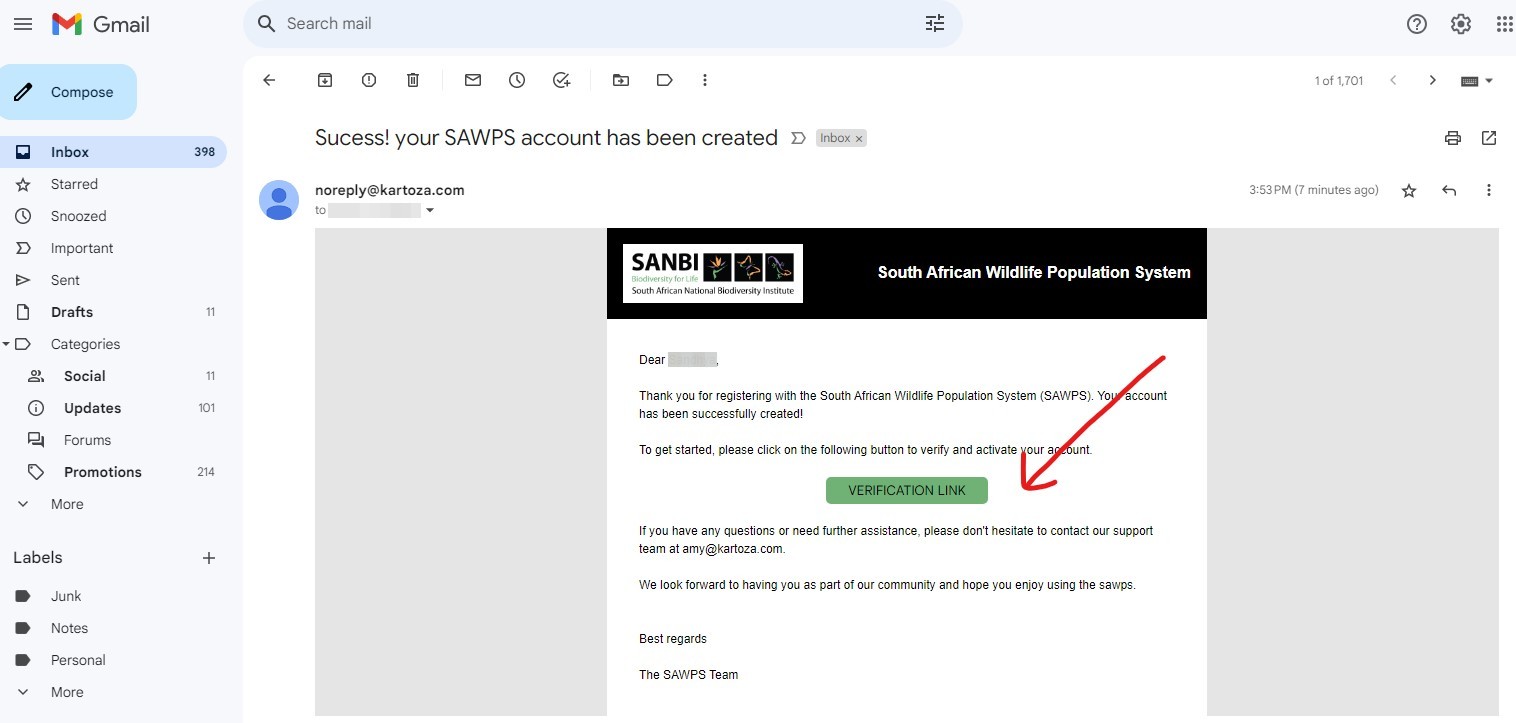 Gmail
Search mail
Compose
1 of 1,701
Inbox 398
Starred
Snoozed
Important
Sent
Drafts 11
Categories
Social 11
Updates 101
Forums
Promotions 214
More
Labels
Junk
Notes
Personal
More
Sucess! your SAWPS account has been created
Inbox ×
noreply@kartoza.com
3:53 PM (7 minutes ago)
to
SANBI
Biodiversity for Life
South African National Biodiversity Institute
South African Wildlife Population System
Dear ,
Thank you for registering with the South African Wildlife Population System (SAWPS). Your account
has been successfully created!
To get started, please click on the following button to verify and activate your account.
VERIFICATION LINK
If you have any questions or need further assistance, please don't hesitate to contact our support
team at amy@kartoza.com.
We look forward to having you as part of our community and hope you enjoy using the sawps.
Best regards
The SAWPS Team